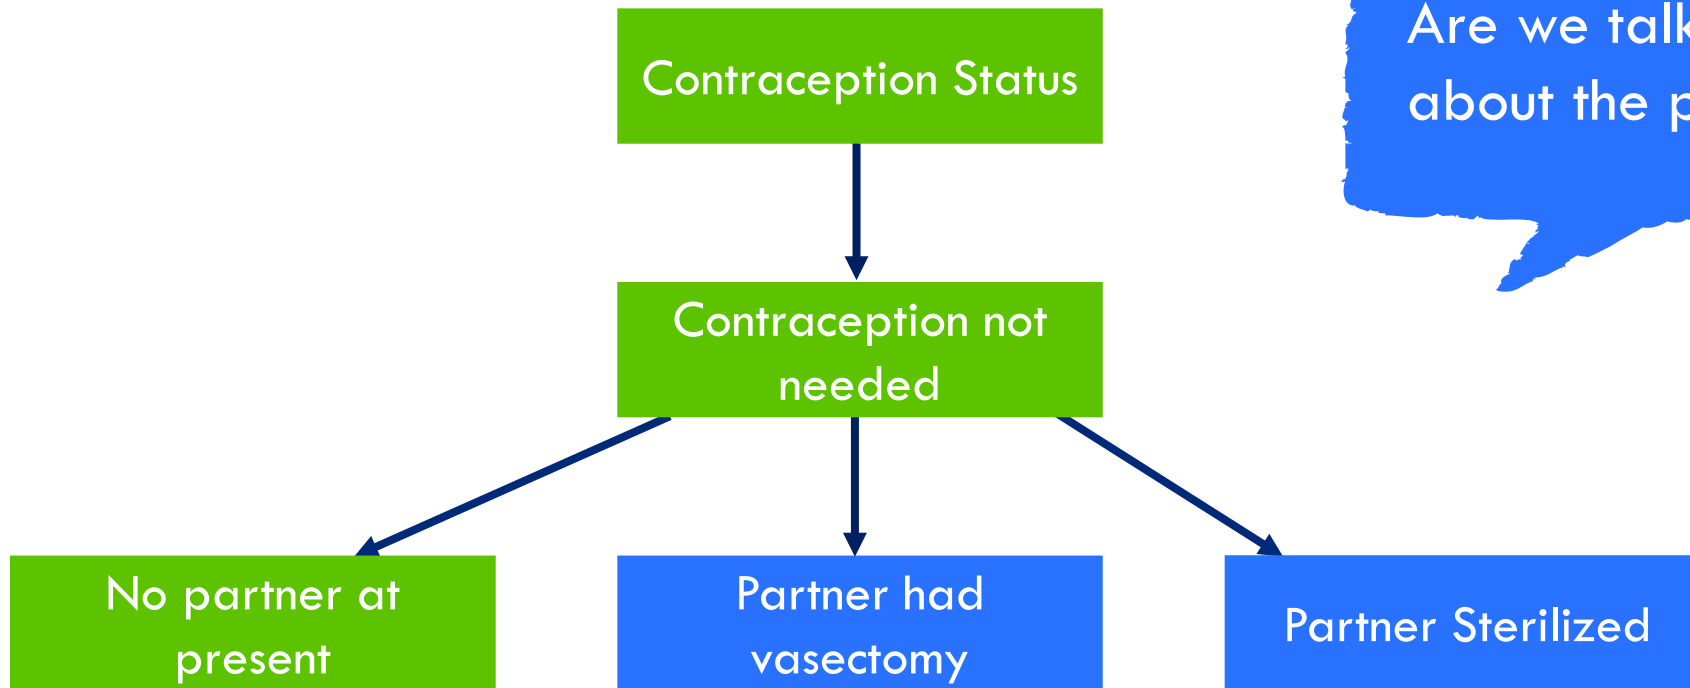 Contraception Status
Are we talk
about the p
Contraception not
needed
No partner at
present
Partner had
vasectomy
Partner Sterilized